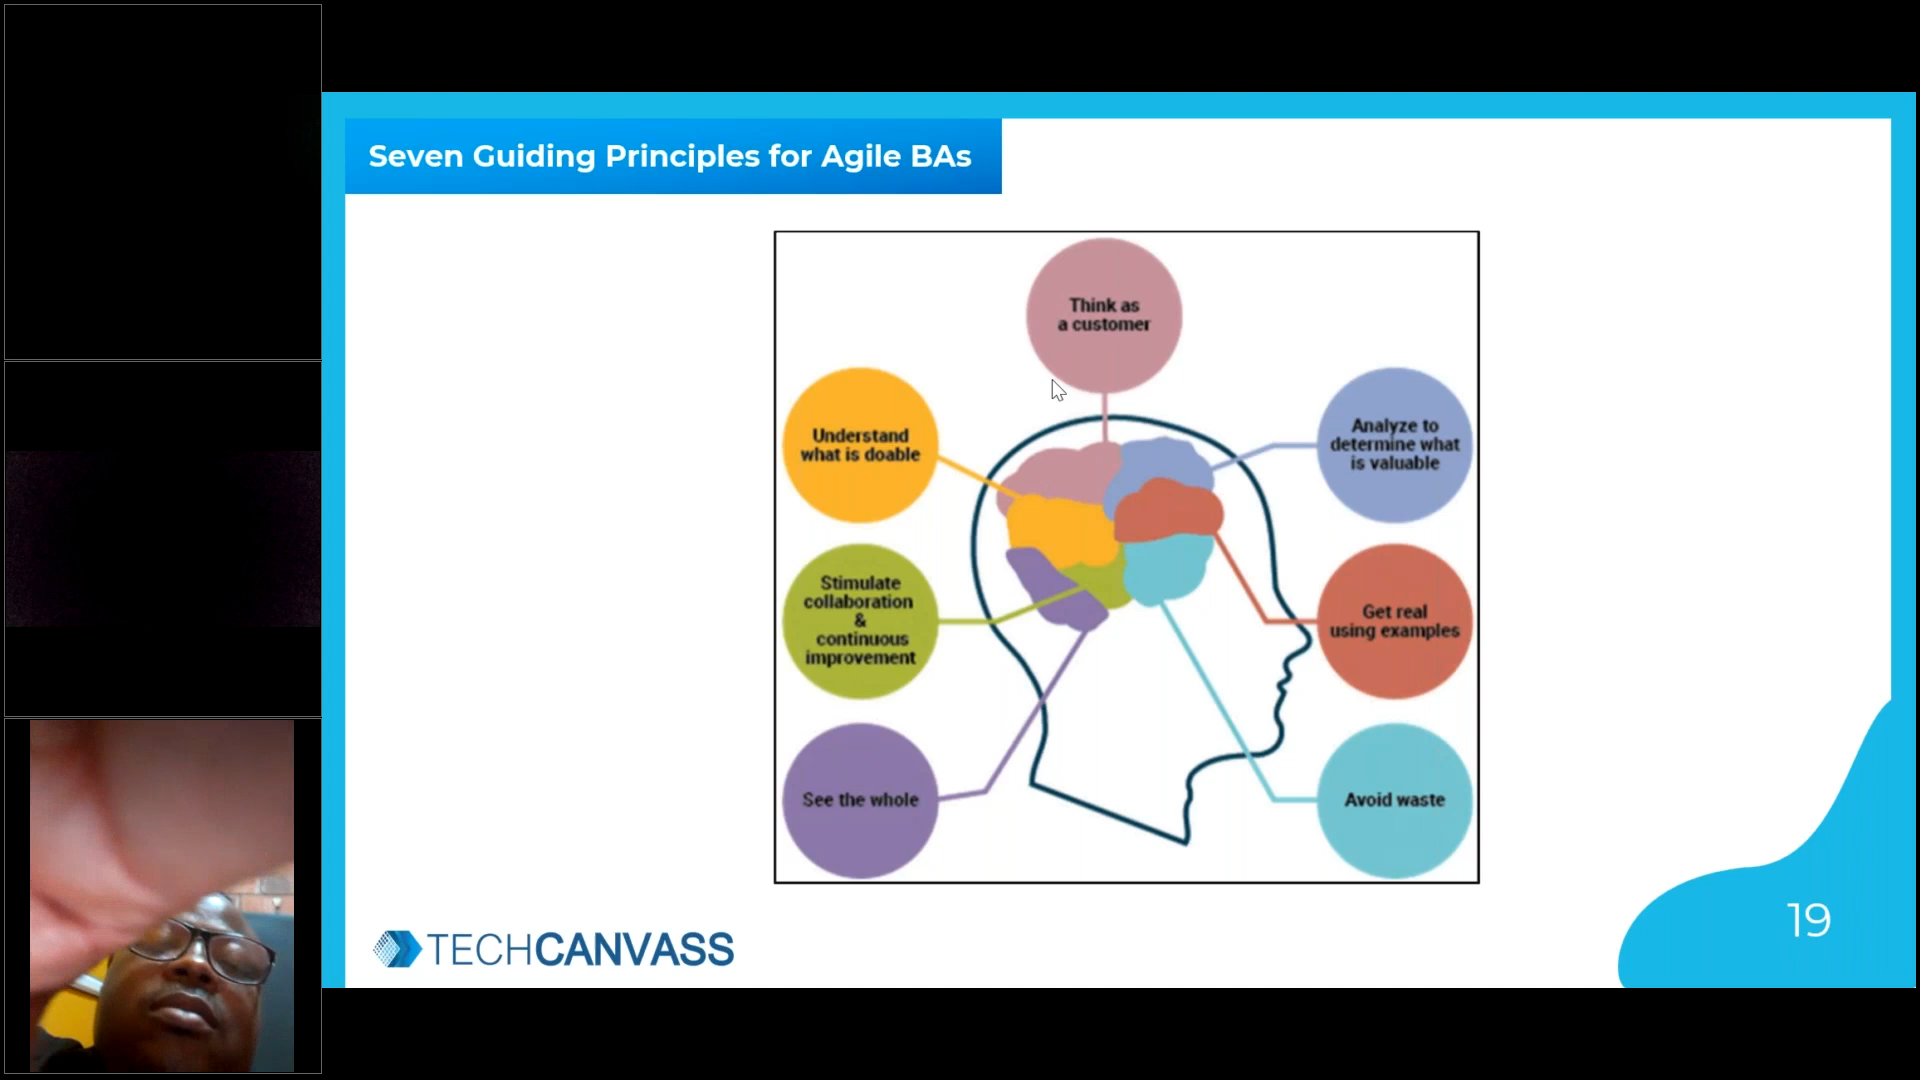 Seven Guiding Principles for Agile BAs
Think as
a customer
Understand
what is doable
Analyze to
determine what
is valuable
Stimulate
collaboration
&
continuous
improvement
Get real
using examples
See the whole
Avoid waste
TECHCANVASS
19